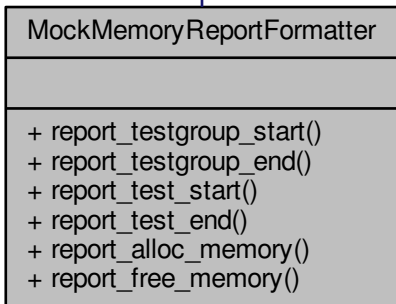 MockMemoryReportFormatter
+ report_testgroup_start()
+ report_testgroup_end()
+ report_test_start()
+ report_test_end()
+ report_alloc_memory()
+ report_free_memory()